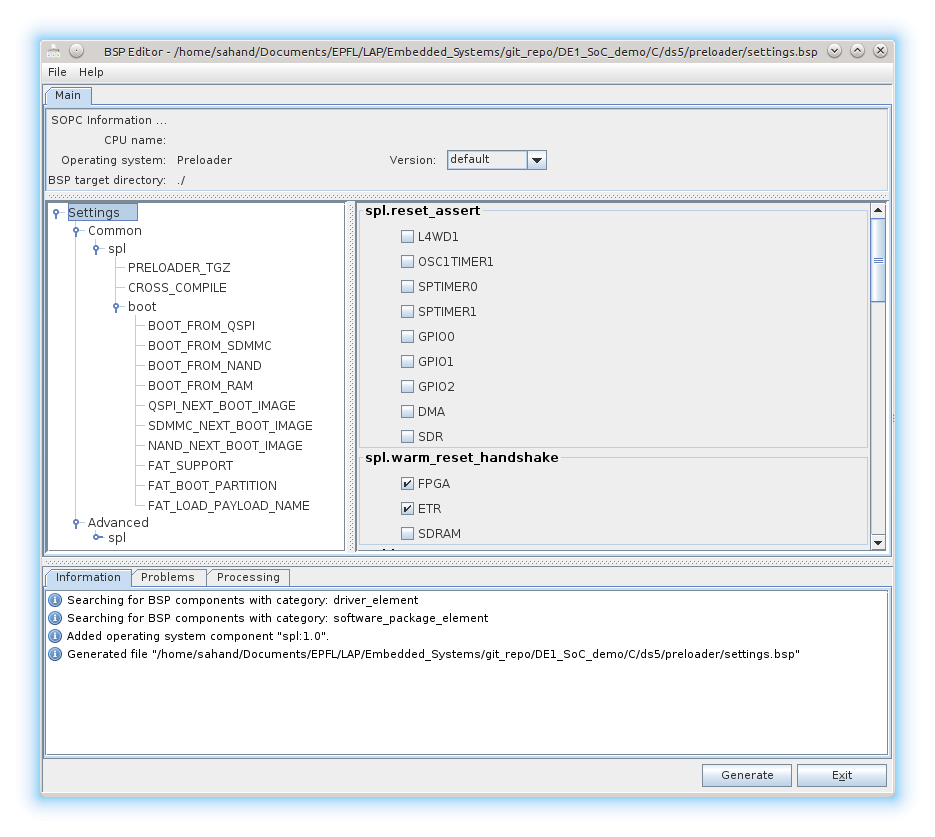 BSP Editor - /home/sahand/Documents/EPFL/LAP/Embedded_Systems/git_repo/DE1_SoC_demo/C/ds5/preloader/settings.bsp
File Help
Main
SOPC Information ...
CPU name:
Operating system: Preloader Version: default
BSP target directory: ./
Settings
Common
spl
PRELOADER_TGZ
CROSS_COMPILE
boot
BOOT_FROM_QSPI
BOOT_FROM_SDMMC
BOOT_FROM_NAND
BOOT_FROM_RAM
QSPI_NEXT_BOOT_IMAGE
SDMMC_NEXT_BOOT_IMAGE
NAND_NEXT_BOOT_IMAGE
FAT_SUPPORT
FAT_BOOT_PARTITION
FAT_LOAD_PAYLOAD_NAME
Advanced
spl
spl.reset_assert
L4WD1
OSC1TIMER1
SPTIMER0
SPTIMER1
GPIO0
GPIO1
GPIO2
DMA
SDR
spl.warm_reset_handshake
FPGA
ETR
SDRAM
Information Problems Processing
Searching for BSP components with category: driver_element
Searching for BSP components with category: software_package_element
Added operating system component "spl:1.0".
Generated file "/home/sahand/Documents/EPFL/LAP/Embedded_Systems/git_repo/DE1_SoC_demo/C/ds5/preloader/settings.bsp"
Generate Exit